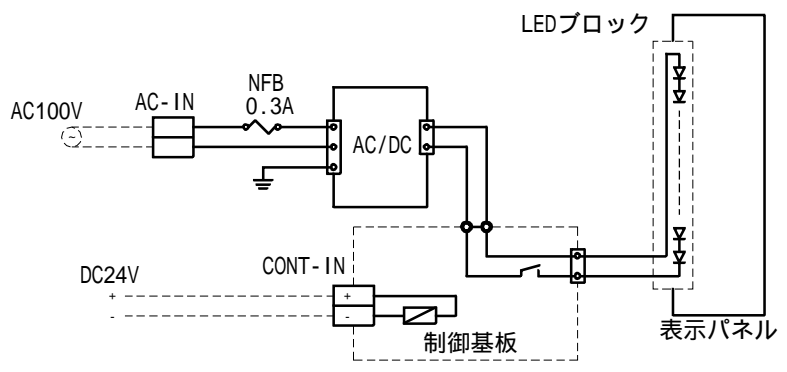 LEDブロック
NFB
0.3A
AC-IN
AC100V
~
AC/DC
CONT-IN
DC24V
+
-
+
-
制御基板
表示パネル